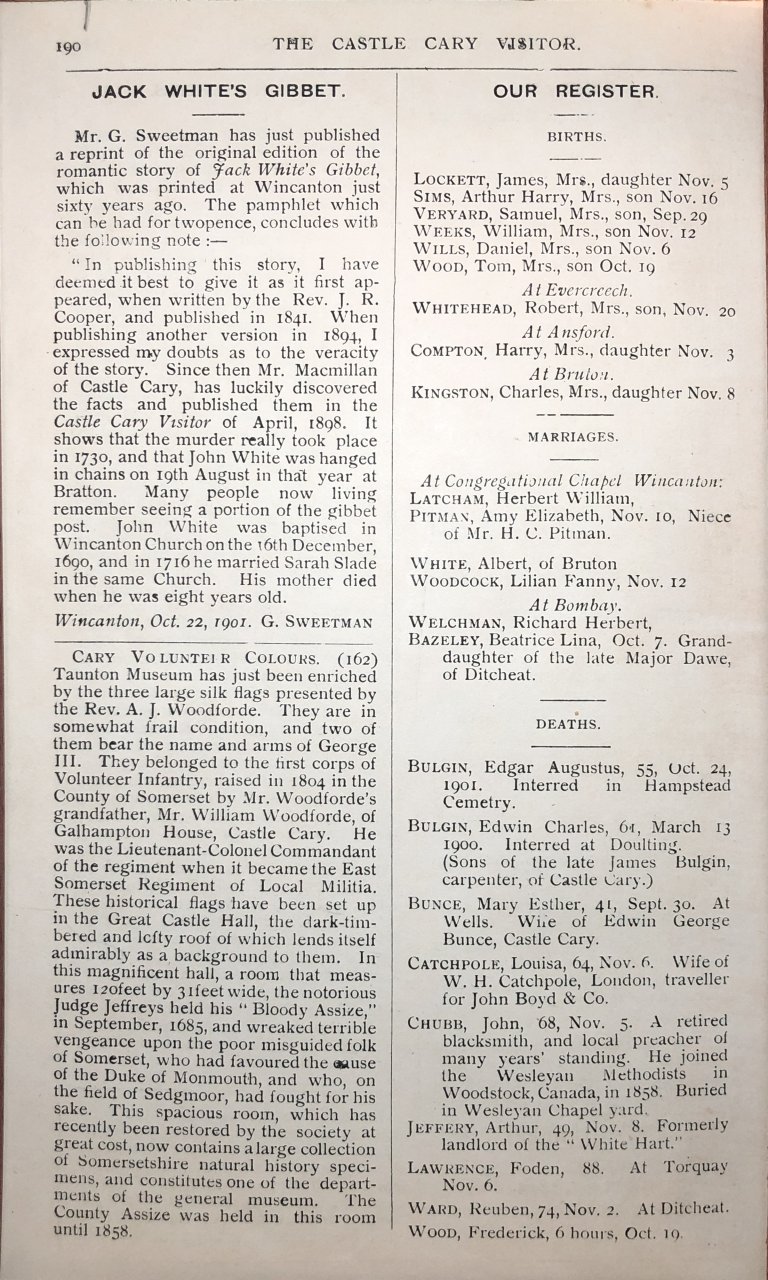 190
THE CASTLE CARY VISITOR.
JACK WHITE'S GIBBET.
Mr. G. Sweetman has just published
a reprint of the original edition of the
romantic story of Jack White's Gibbet,
which was printed at Wincanton just
sixty years ago. The pamphlet which
can be had for twopence, concludes with
the following note :—
"In publishing this story, I have
deemed it best to give it as it first ap-
peared, when written by the Rev. J. R.
Cooper, and published in 1841. When
publishing another version in 1894, I
expressed my doubts as to the veracity
of the story. Since then Mr. Macmillan
of Castle Cary, has luckily discovered
the facts and published them in the
Castle Cary Visitor of April, 1898. It
shows that the murder really took place
in 1730, and that John White was hanged
in chains on 19th August in that year at
Bratton. Many people now living
remember seeing a portion of the gibbet
post. John White was baptised in
Wincanton Church on the 16th December,
1690, and in 1716 he married Sarah Slade
in the same Church. His mother died
when he was eight years old.
Wincanton, Oct. 22, 1901. G. SWEETMAN
CARY VOLUNTEIR COLOURS. (162)
Taunton Museum has just been enriched
by the three large silk flags presented by
the Rev. A. J. Woodforde. They are in
somewhat frail condition, and two of
them bear the name and arms of George
III. They belonged to the first corps of
Volunteer Infantry, raised in 1804 in the
County of Somerset by Mr. Woodforde's
grandfather, Mr. William Woodforde, of
Galhampton House, Castle Cary. He
was the Lieutenant-Colonel Commandant
of the regiment when it became the East
Somerset Regiment of Local Militia.
These historical flags have been set up
in the Great Castle Hall, the dark-tim-
bered and lofty roof of which lends itself
admirably as a background to them. In
this magnificent hall, a room that meas-
ures 120feet by 31feet wide, the notorious
Judge Jeffreys held his "Bloody Assize,"
in September, 1685, and wreaked terrible
vengeance upon the poor misguided folk
of Somerset, who had favoured the cause
of the Duke of Monmouth, and who, on
the field of Sedgmoor, had fought for his
sake. This spacious room, which has
recently been restored by the society at
great cost, now contains a large collection
of Somersetshire natural history speci-
mens, and constitutes one of the depart-
ments of the general museum. The
County Assize was held in this room
until 1858.
OUR REGISTER.
BIRTHS.
LOCKETT, James, Mrs., daughter Nov. 5
SIMS, Arthur Harry, Mrs., son Nov. 16
VERYARD, Samuel, Mrs., son, Sep. 29
WEEKS, William, Mrs., son Nov. 12
WILLS, Daniel, Mrs., son Nov. 6
WOOD, Tom, Mrs., son Oct. 19
At Evercreech.
WHITEHEAD, Robert, Mrs., son, Nov. 20
At Ansford.
COMPTON, Harry, Mrs., daughter Nov. 3
At Bruton.
KINGSTON, Charles, Mrs., daughter Nov. 8
MARRIAGES.
At Congregational Chapel Wincanton:
LATCHAM, Herbert William,
PITMAN, Amy Elizabeth, Nov. 10, Niece
of Mr. H. C. Pitman.
WHITE, Albert, of Bruton
WOODCOCK, Lilian Fanny, Nov. 12
At Bombay.
WELCHMAN, Richard Herbert,
BAZELEY, Beatrice Lina, Oct. 7. Grand-
daughter of the late Major Dawe,
of Ditcheat.
DEATHS.
BULGIN, Edgar Augustus, 55, Oct. 24,
1901. Interred in Hampstead
Cemetry.
BULGIN, Edwin Charles, 61, March 13
1900. Interred at Doulting.
(Sons of the late James Bulgin,
carpenter, of Castle Cary.)
BUNCE, Mary Esther, 41, Sept. 30. At
Wells. Wife of Edwin George
Bunce, Castle Cary.
CATCHPOLE, Louisa, 64, Nov. 6. Wife of
W. H. Catchpole, London, traveller
for John Boyd & Co.
CHUBB, John, 68, Nov. 5. A retired
blacksmith, and local preacher of
many years' standing. He joined
the Wesleyan Methodists in
Woodstock, Canada, in 1858. Buried
in Wesleyan Chapel yard.
JEFFERY, Arthur, 49, Nov. 8. Formerly
landlord of the "White Hart."
LAWRENCE, Foden, 88. At Torquay
Nov. 6.
WARD, Reuben, 74, Nov. 2. At Ditcheat.
WOOD, Frederick, 6 hours, Oct. 19.